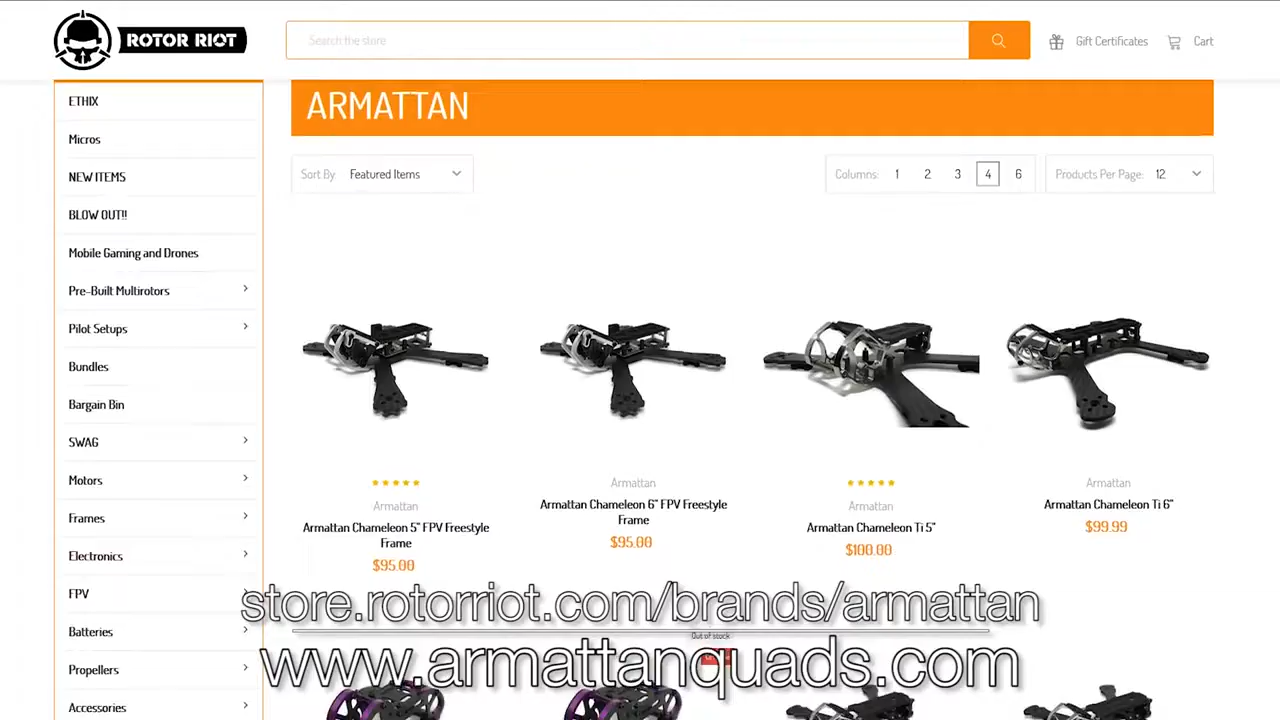 ROTOR RIOT
Search the store
Gift Certificates
Cart
ETHIX
Micros
NEW ITEMS
BLOW OUT!!
Mobile Gaming and Drones
Pre-Built Multirotors
Pilot Setups
Bundles
Bargain Bin
SWAG
Motors
Frames
Electronics
FPV
Batteries
Propellers
Accessories
ARMATTAN
Sort By Featured Items
Columns: 1 2 3 4 6
Products Per Page: 12
Armattan
Armattan Chameleon 5" FPV Freestyle
Frame
$95.00
Armattan
Armattan Chameleon 6" FPV Freestyle
Frame
$95.00
Armattan
Armattan Chameleon Ti 5"
$100.00
Armattan
Armattan Chameleon Ti 6"
$99.99
store.rotorriot.com/brands/armattan
Out of stock
www.armattanquads.com